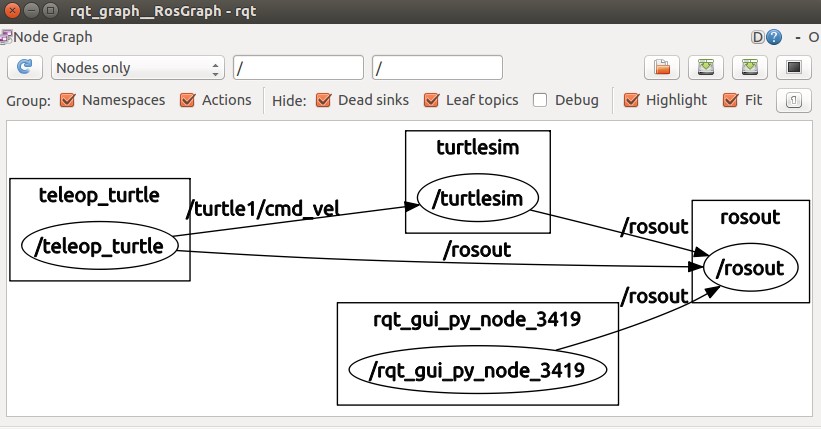 rqt_graph__RosGraph - rqt
Node Graph
D ? - O
Nodes only / /
Group: Namespaces Actions Hide: Dead sinks Leaf topics Debug Highlight Fit
turtlesim
/turtlesim
teleop_turtle
/teleop_turtle
/turtle1/cmd_vel
/rosout
/rosout
rosout
/rosout
/rosout
rqt_gui_py_node_3419
/rqt_gui_py_node_3419